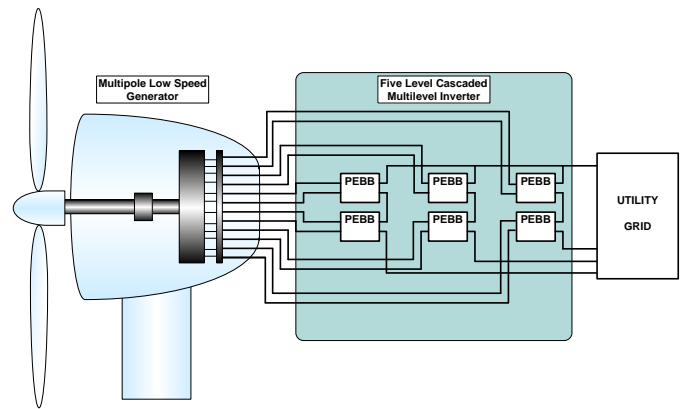 Multipole Low Speed
Generator
Five Level Cascaded
Multilevel Inverter
PEBB
PEBB
PEBB
PEBB
PEBB
PEBB
UTILITY
GRID